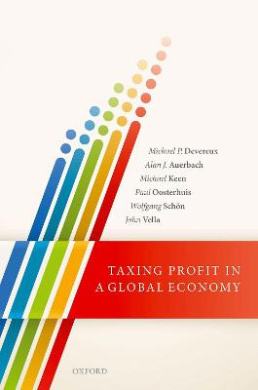 Michael P. Devereux
Alan J. Auerbach
Michael Keen
Paul Oosterhuis
Wolfgang Schön
John Vella
TAXING PROFIT IN
A GLOBAL ECONOMY
OXFORD